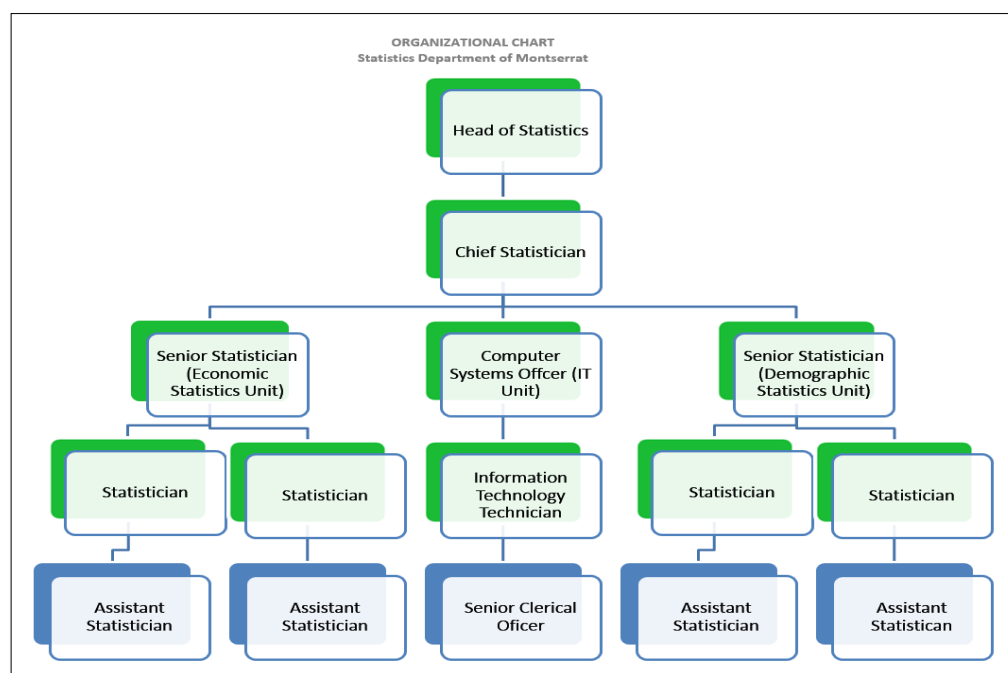 ORGANIZATIONAL CHART
Statistics Department of Montserrat
Head of Statistics
Chief Statistician
Senior Statistician
(Economic
Statistics Unit)
Computer
Systems Offcer (IT
Unit)
Senior Statistician
(Demographic
Statistics Unit)
Statistician
Statistician
Information
Technology
Technician
Statistician
Statistician
Assistant
Statistician
Assistant
Statistician
Senior Clerical
Oficer
Assistant
Statistician
Assistant
Statistican